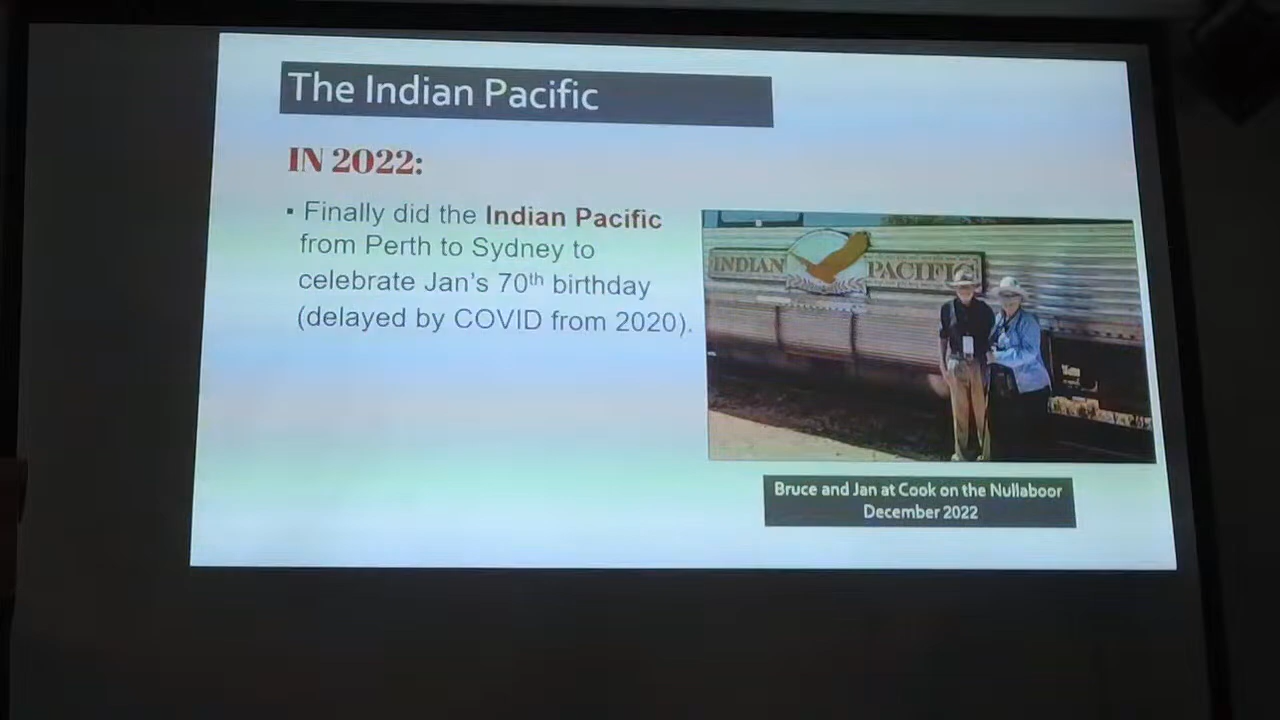 The Indian Pacific
IN 2022:
▪ Finally did the Indian Pacific
from Perth to Sydney to
celebrate Jan's 70th birthday
(delayed by COVID from 2020).
INDIAN PACIFIC
Bruce and Jan at Cook on the Nullaboor
December 2022